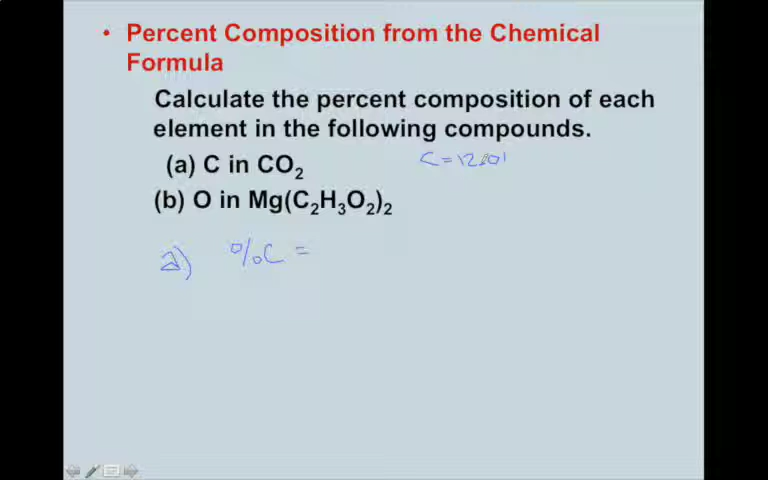 • Percent Composition from the Chemical
Formula
Calculate the percent composition of each
element in the following compounds.
(a) C in CO₂
C = 12.01
(b) O in Mg(C₂H₃O₂)₂
a) %C =